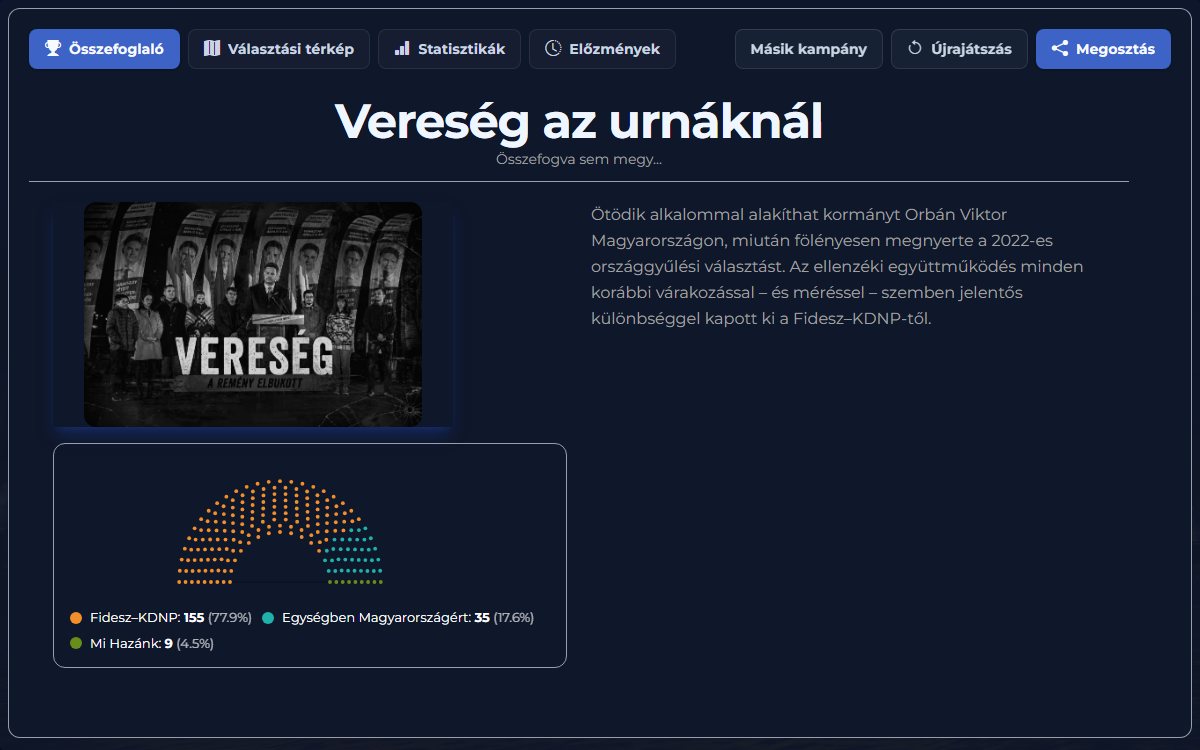 Összefoglaló
Választási térkép
Statisztikák
Előzmények
Másik kampány
Újrajátszás
Megosztás
Vereség az urnáknál
Összefogva sem megy...
VERESÉG
A REMÉNY ELBUKOTT
Ötödik alkalommal alakíthat kormányt Orbán Viktor
Magyarországon, miután fölényesen megnyerte a 2022-es
országgyűlési választást. Az ellenzéki együttműködés minden
korábbi várakozással – és méréssel – szemben jelentős
különbséggel kapott ki a Fidesz–KDNP-től.
Fidesz–KDNP: 155 (77.9%)
Egységben Magyarországért: 35 (17.6%)
Mi Hazánk: 9 (4.5%)